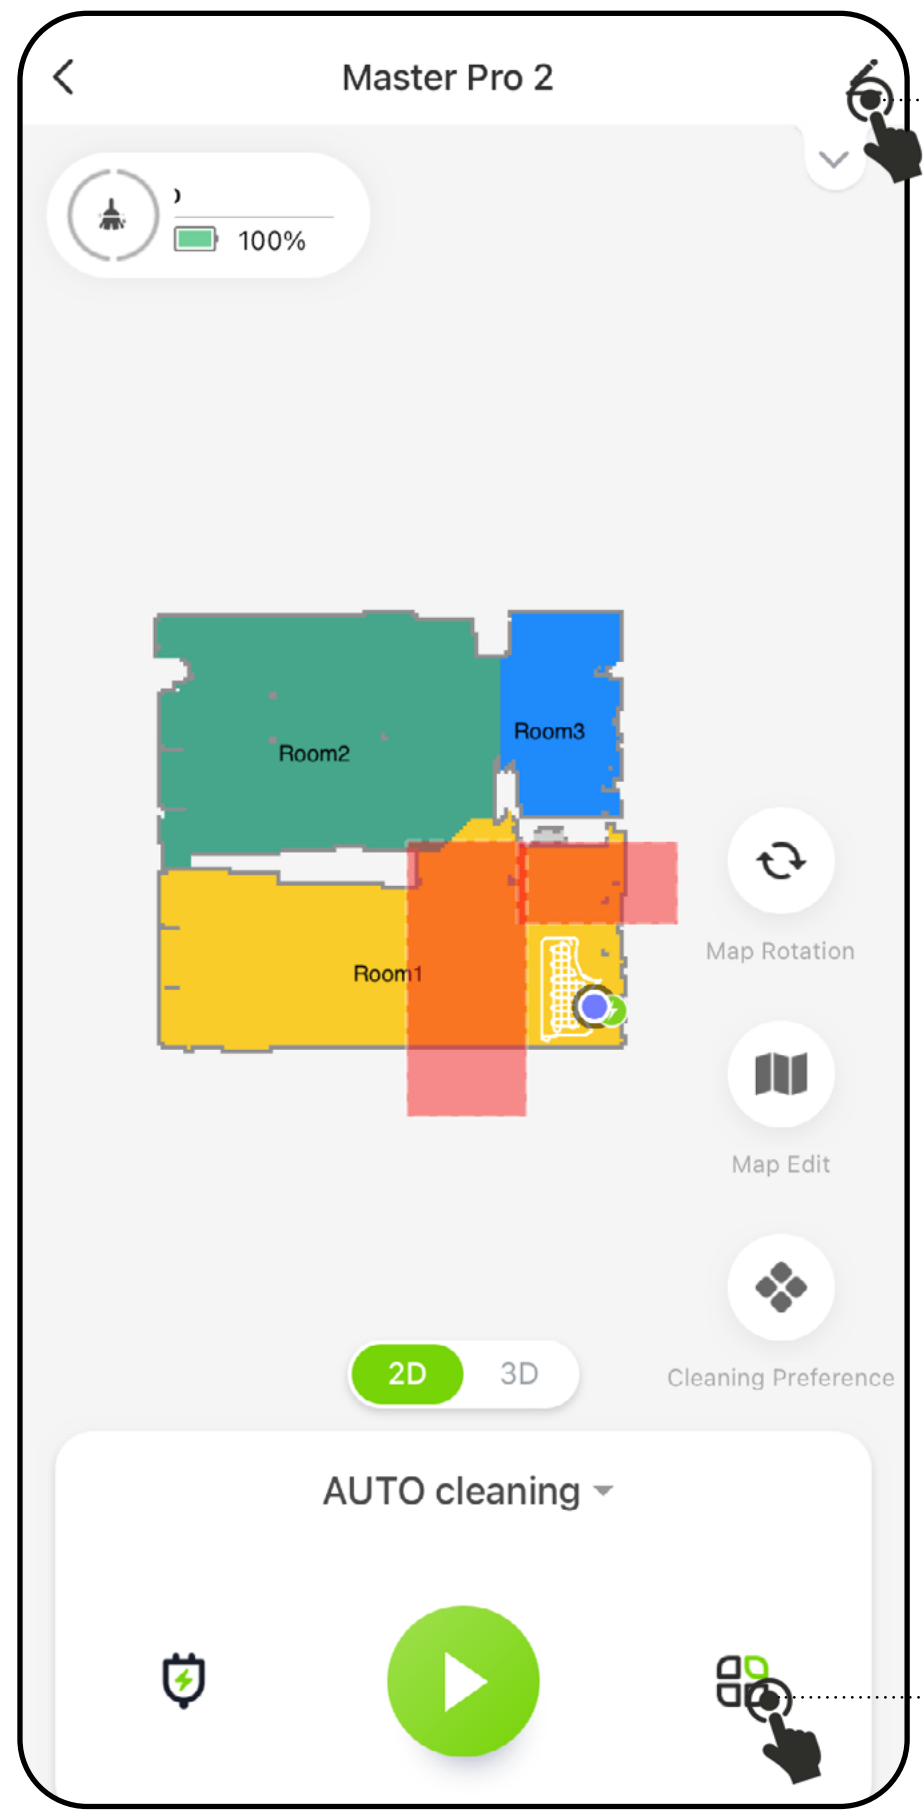 Master Pro 2
100%
Room2
Room3
Room1
Map Rotation
Map Edit
Cleaning Preference
2D
3D
AUTO cleaning